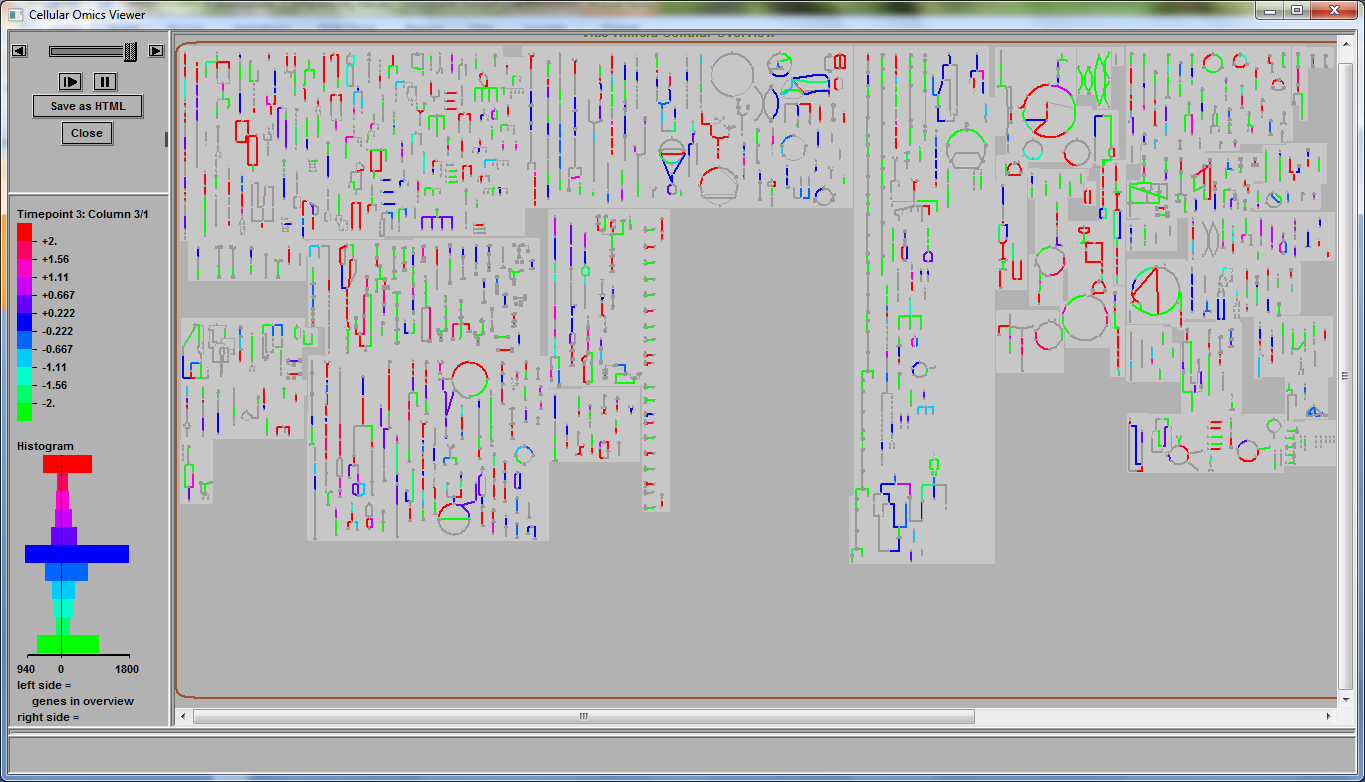 Cellular Omics Viewer
Save as HTML
Close
Timepoint 3: Column 3/1
+2.
+1.56
+1.11
+0.667
+0.222
-0.222
-0.667
-1.11
-1.56
-2.
Histogram
940 0 1800
left side =
genes in overview
right side =